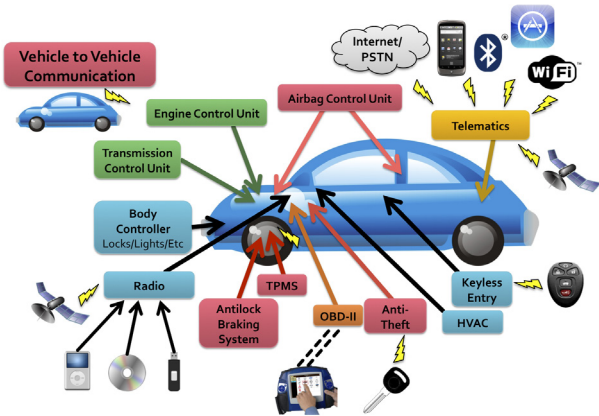 Internet/
PSTN
Vehicle to Vehicle
Communication
WiFi™
Engine Control Unit
Airbag Control Unit
Telematics
Transmission
Control Unit
Body
Controller
Locks/Lights/Etc
Radio
TPMS
Keyless
Entry
Antilock
Braking
System
OBD-II
Anti-
Theft
HVAC